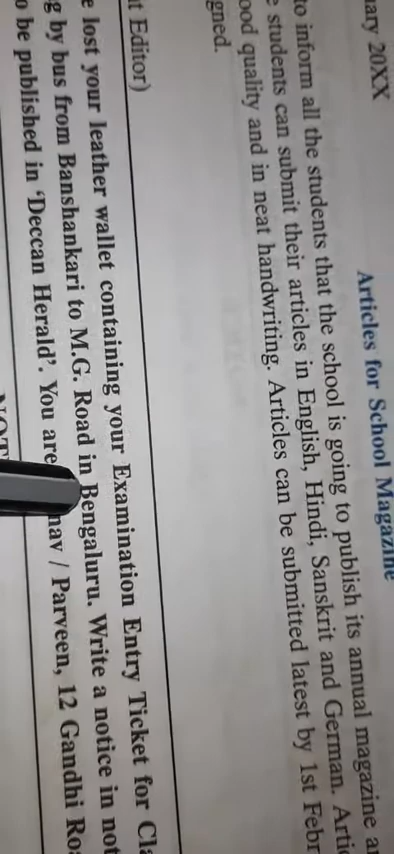 uary 20XX
Articles for School Magazine
to inform all the students that the school is going to publish its annual magazine a
e students can submit their articles in English, Hindi, Sanskrit and German. Artic
ood quality and in neat handwriting. Articles can be submitted latest by 1st Febr
gned.
t Editor)
e lost your leather wallet containing your Examination Entry Ticket for Cla
g by bus from Banshankari to M.G. Road in Bengaluru. Write a notice in not
o be published in ‘Deccan Herald’. You are nav / Parveen, 12 Gandhi Roa
NOT